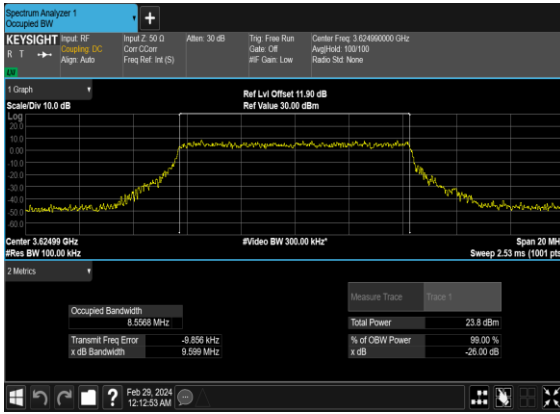 Spectrum Analyzer 1
Occupied BW
KEYSIGHT Input: RF Input Z: 50 Ω Atten: 30 dB Trig: Free Run Center Freq: 3.624990000 GHz
R T Coupling: DC Corr CCorr Gate: Off Avg|Hold: 100/100
Align: Auto Freq Ref: Int (S) #IF Gain: Low Radio Std: None
LW
1 Graph
Ref Lvl Offset 11.90 dB
Scale/Div 10.0 dB Ref Value 30.00 dBm
Log
20.0
10.0
0.00
-10.0
-20.0
-30.0
-40.0
-50.0
-60.0
Center 3.62499 GHz #Video BW 300.00 kHz* Span 20 MH
#Res BW 100.00 kHz Sweep 2.53 ms (1001 pts
2 Metrics
Measure Trace Trace 1
Occupied Bandwidth
8.5568 MHz Total Power 23.8 dBm
Transmit Freq Error -9.856 kHz % of OBW Power 99.00 %
x dB Bandwidth 9.599 MHz x dB -26.00 dB
? Feb 29, 2024
12:12:53 AM